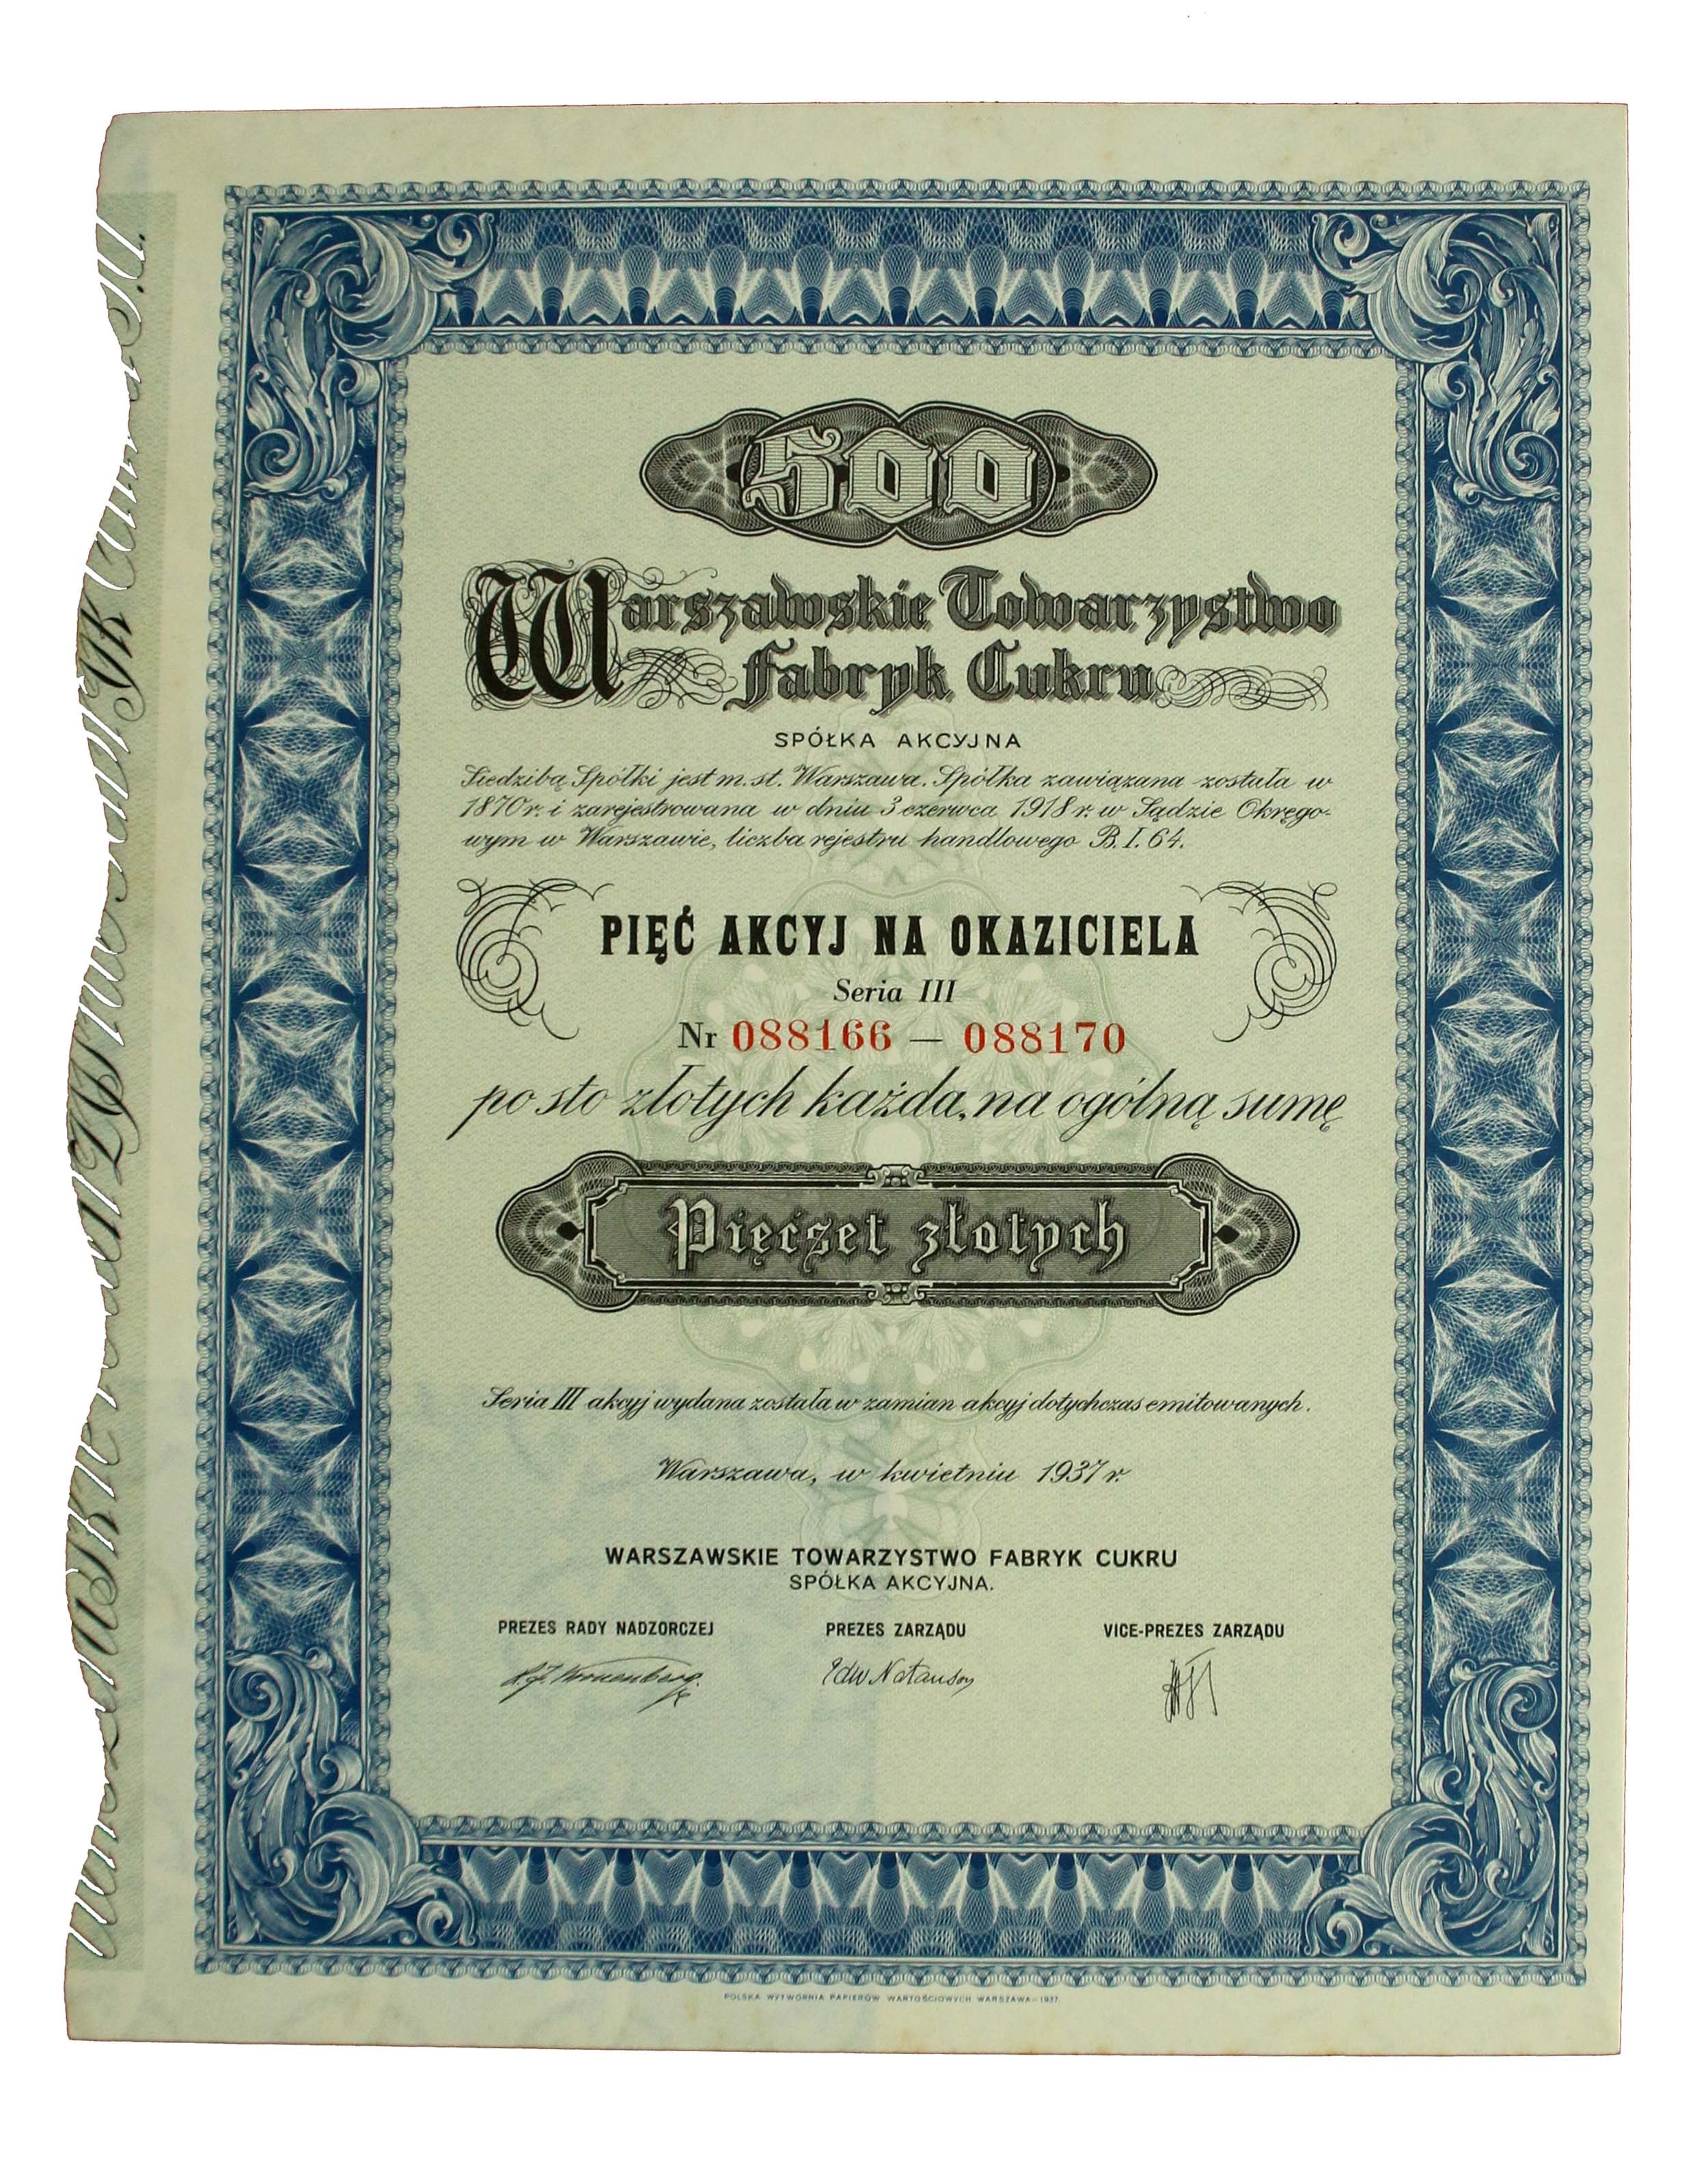 500
Warszawskie Towarzystwo
Fabryk Cukru
SPÓŁKA AKCYJNA
Siedzibą Spółki jest m. st. Warszawa. Spółka zawiązana została w
1870 r. i zarejestrowana w dniu 3 czerwca 1918 r. w Sądzie Okręgo-
wym w Warszawie, liczba rejestru handlowego B. I. 64.
PIĘĆ AKCYJ NA OKAZICIELA
Seria III
Nr 088166 — 088170
po sto złotych każda, na ogólną sumę
Pięćset złotych
Seria III akcyj wydana została w zamian akcyj dotychczas emitowanych.
Warszawa, w kwietniu 1937 r.
WARSZAWSKIE TOWARZYSTWO FABRYK CUKRU
SPÓŁKA AKCYJNA.
PREZES RADY NADZORCZEJ PREZES ZARZĄDU VICE-PREZES ZARZĄDU
Edw Natanson
POLSKA WYTWÓRNIA PAPIERÓW WARTOŚCIOWYCH WARSZAWA—1937.